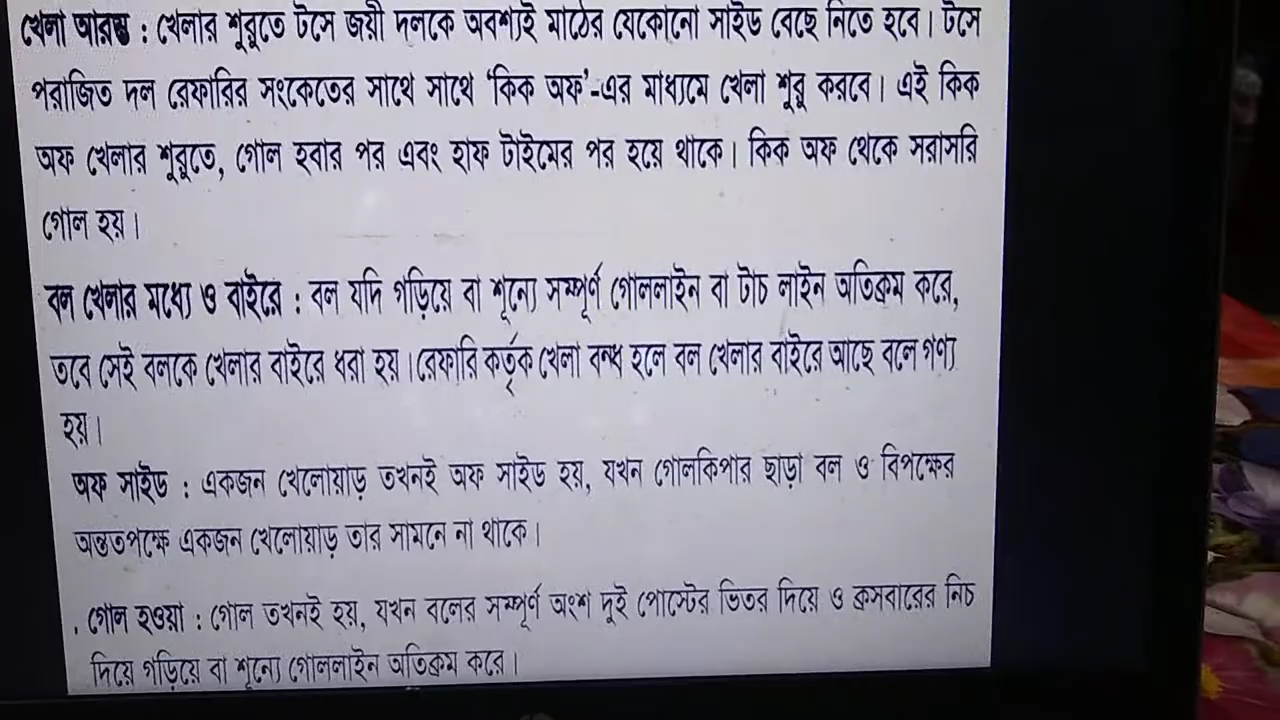 খেলা আরম্ভ : খেলার শুরুতে টসে জয়ী দলকে অবশ্যই মাঠের যেকোনো সাইড বেছে নিতে হবে। টসে
পরাজিত দল রেফারির সংকেতের সাথে সাথে ‘কিক অফ’-এর মাধ্যমে খেলা শুরু করবে। এই কিক
অফ খেলার শুরুতে, গোল হবার পর এবং হাফ টাইমের পর হয়ে থাকে। কিক অফ থেকে সরাসরি
গোল হয়।
বল খেলার মধ্যে ও বাইরে : বল যদি গড়িয়ে বা শূন্যে সম্পূর্ণ গোললাইন বা টাচ লাইন অতিক্রম করে,
তবে সেই বলকে খেলার বাইরে ধরা হয়। রেফারি কর্তৃক খেলা বন্ধ হলে বল খেলার বাইরে আছে বলে গণ্য
হয়।
অফ সাইড : একজন খেলোয়াড় তখনই অফ সাইড হয়, যখন গোলকিপার ছাড়া বল ও বিপক্ষের
অন্ততপক্ষে একজন খেলোয়াড় তার সামনে না থাকে।
. গোল হওয়া : গোল তখনই হয়, যখন বলের সম্পূর্ণ অংশ দুই পোস্টের ভিতর দিয়ে ও ক্রসবারের নিচ
দিয়ে গড়িয়ে বা শূন্যে গোললাইন অতিক্রম করে।